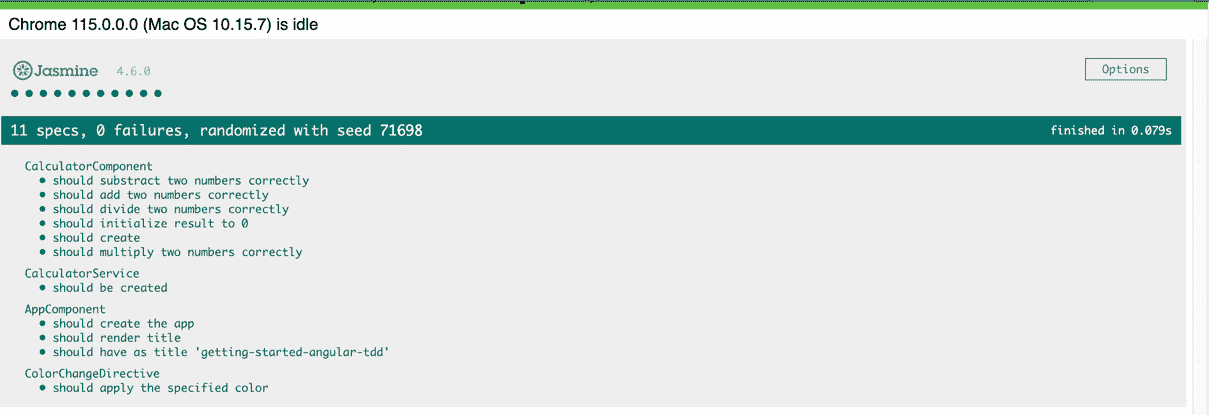 Chrome 115.0.0.0 (Mac OS 10.15.7) is idle
Jasmine 4.6.0
Options
11 specs, 0 failures, randomized with seed 71698
finished in 0.079s
CalculatorComponent
• should substract two numbers correctly
• should add two numbers correctly
• should divide two numbers correctly
• should initialize result to 0
• should create
• should multiply two numbers correctly
CalculatorService
• should be created
AppComponent
• should create the app
• should render title
• should have as title 'getting-started-angular-tdd'
ColorChangeDirective
• should apply the specified color